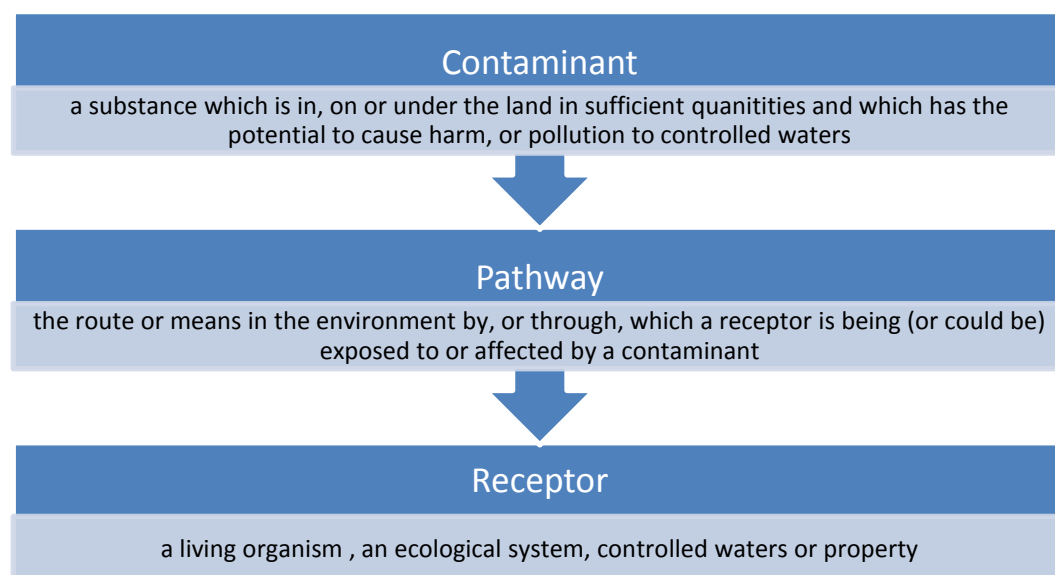 Contaminant
a substance which is in, on or under the land in sufficient quanitities and which has the
potential to cause harm, or pollution to controlled waters
Pathway
the route or means in the environment by, or through, which a receptor is being (or could be)
exposed to or affected by a contaminant
Receptor
a living organism , an ecological system, controlled waters or property